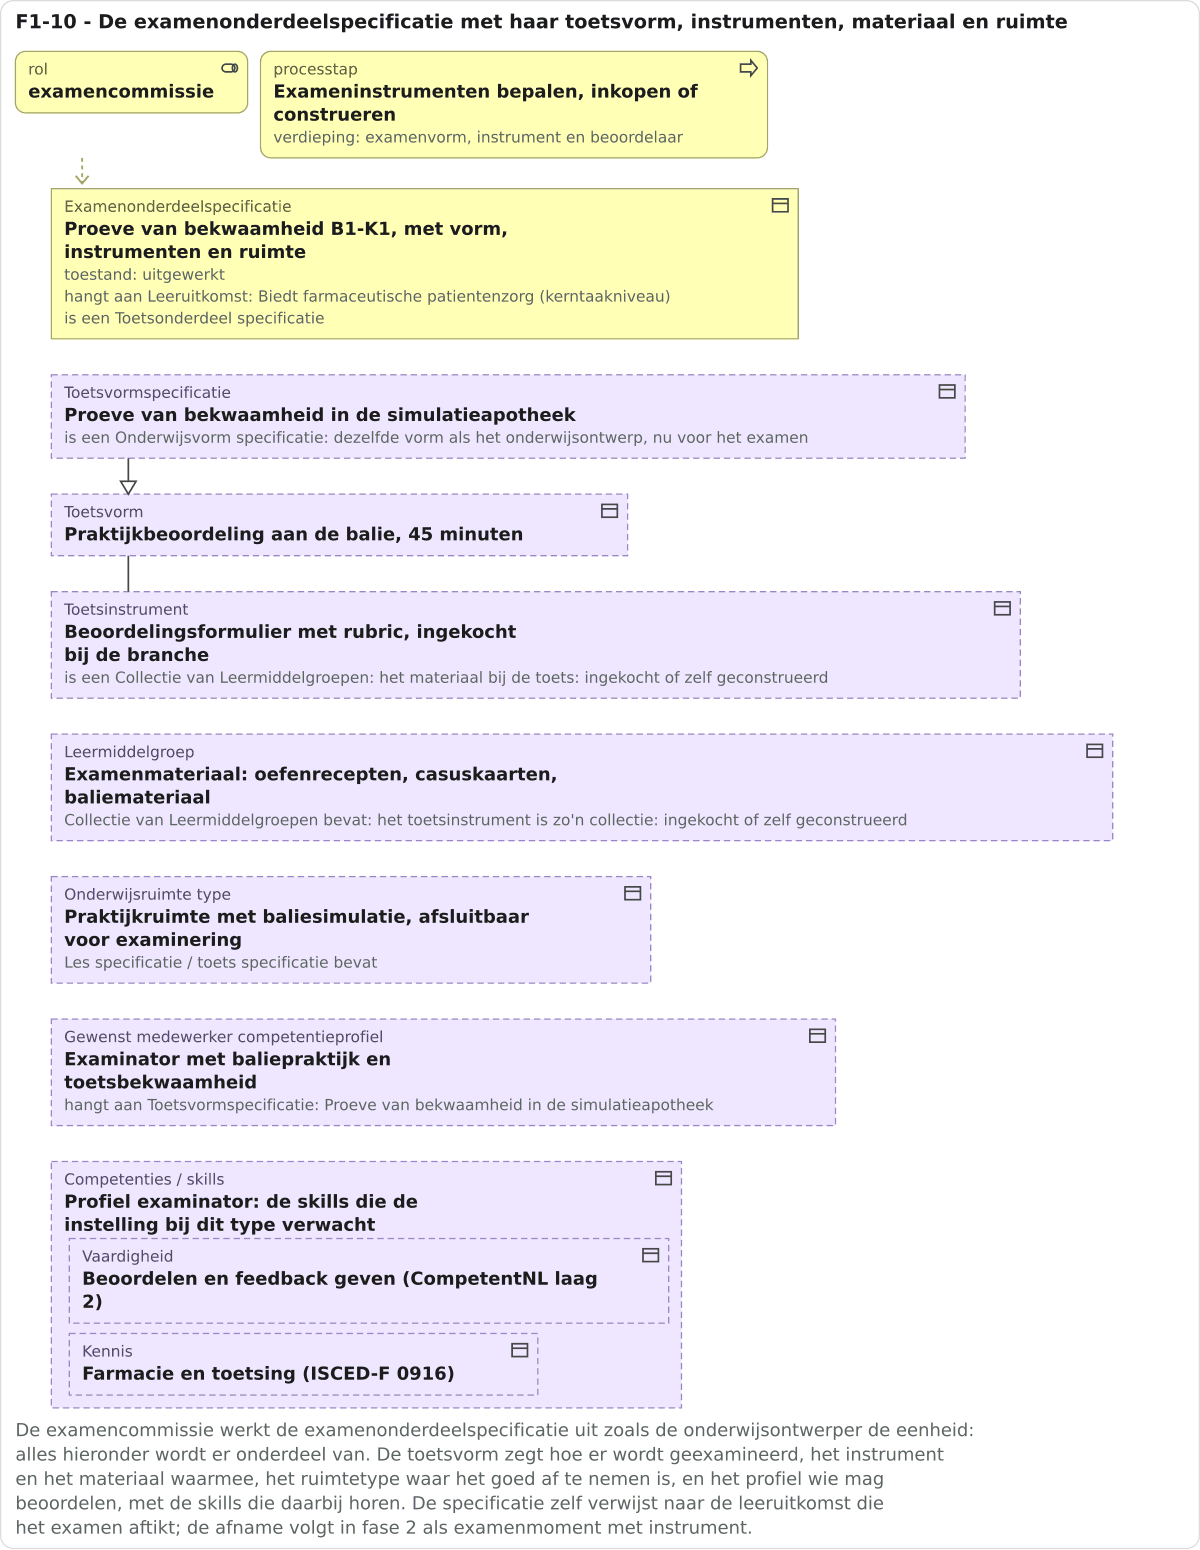 F1-10 - De examenonderdeelspecificatie met haar toetsvorm, instrumenten, materiaal en ruimte
rol
examencommissie
processtap
Exameninstrumenten bepalen, inkopen of
construeren
verdieping: examenvorm, instrument en beoordelaar
Examenonderdeelspecificatie
Proeve van bekwaamheid B1-K1, met vorm,
instrumenten en ruimte
toestand: uitgewerkt
hangt aan Leeruitkomst: Biedt farmaceutische patientenzorg (kerntaakniveau)
is een Toetsonderdeel specificatie
Toetsvormspecificatie
Proeve van bekwaamheid in de simulatieapotheek
is een Onderwijsvorm specificatie: dezelfde vorm als het onderwijsontwerp, nu voor het examen
Toetsvorm
Praktijkbeoordeling aan de balie, 45 minuten
Toetsinstrument
Beoordelingsformulier met rubric, ingekocht
bij de branche
is een Collectie van Leermiddelgroepen: het materiaal bij de toets: ingekocht of zelf geconstrueerd
Leermiddelgroep
Examenmateriaal: oefenrecepten, casuskaarten,
baliemateriaal
Collectie van Leermiddelgroepen bevat: het toetsinstrument is zo'n collectie: ingekocht of zelf geconstrueerd
Onderwijsruimte type
Praktijkruimte met baliesimulatie, afsluitbaar
voor examinering
Les specificatie / toets specificatie bevat
Gewenst medewerker competentieprofiel
Examinator met baliepraktijk en
toetsbekwaamheid
hangt aan Toetsvormspecificatie: Proeve van bekwaamheid in de simulatieapotheek
Competenties / skills
Profiel examinator: de skills die de
instelling bij dit type verwacht
Vaardigheid
Beoordelen en feedback geven (CompetentNL laag
2)
Kennis
Farmacie en toetsing (ISCED-F 0916)
De examencommissie werkt de examenonderdeelspecificatie uit zoals de onderwijsontwerper de eenheid:
alles hieronder wordt er onderdeel van. De toetsvorm zegt hoe er wordt geexamineerd, het instrument
en het materiaal waarmee, het ruimtetype waar het goed af te nemen is, en het profiel wie mag
beoordelen, met de skills die daarbij horen. De specificatie zelf verwijst naar de leeruitkomst die
het examen aftikt; de afname volgt in fase 2 als examenmoment met instrument.